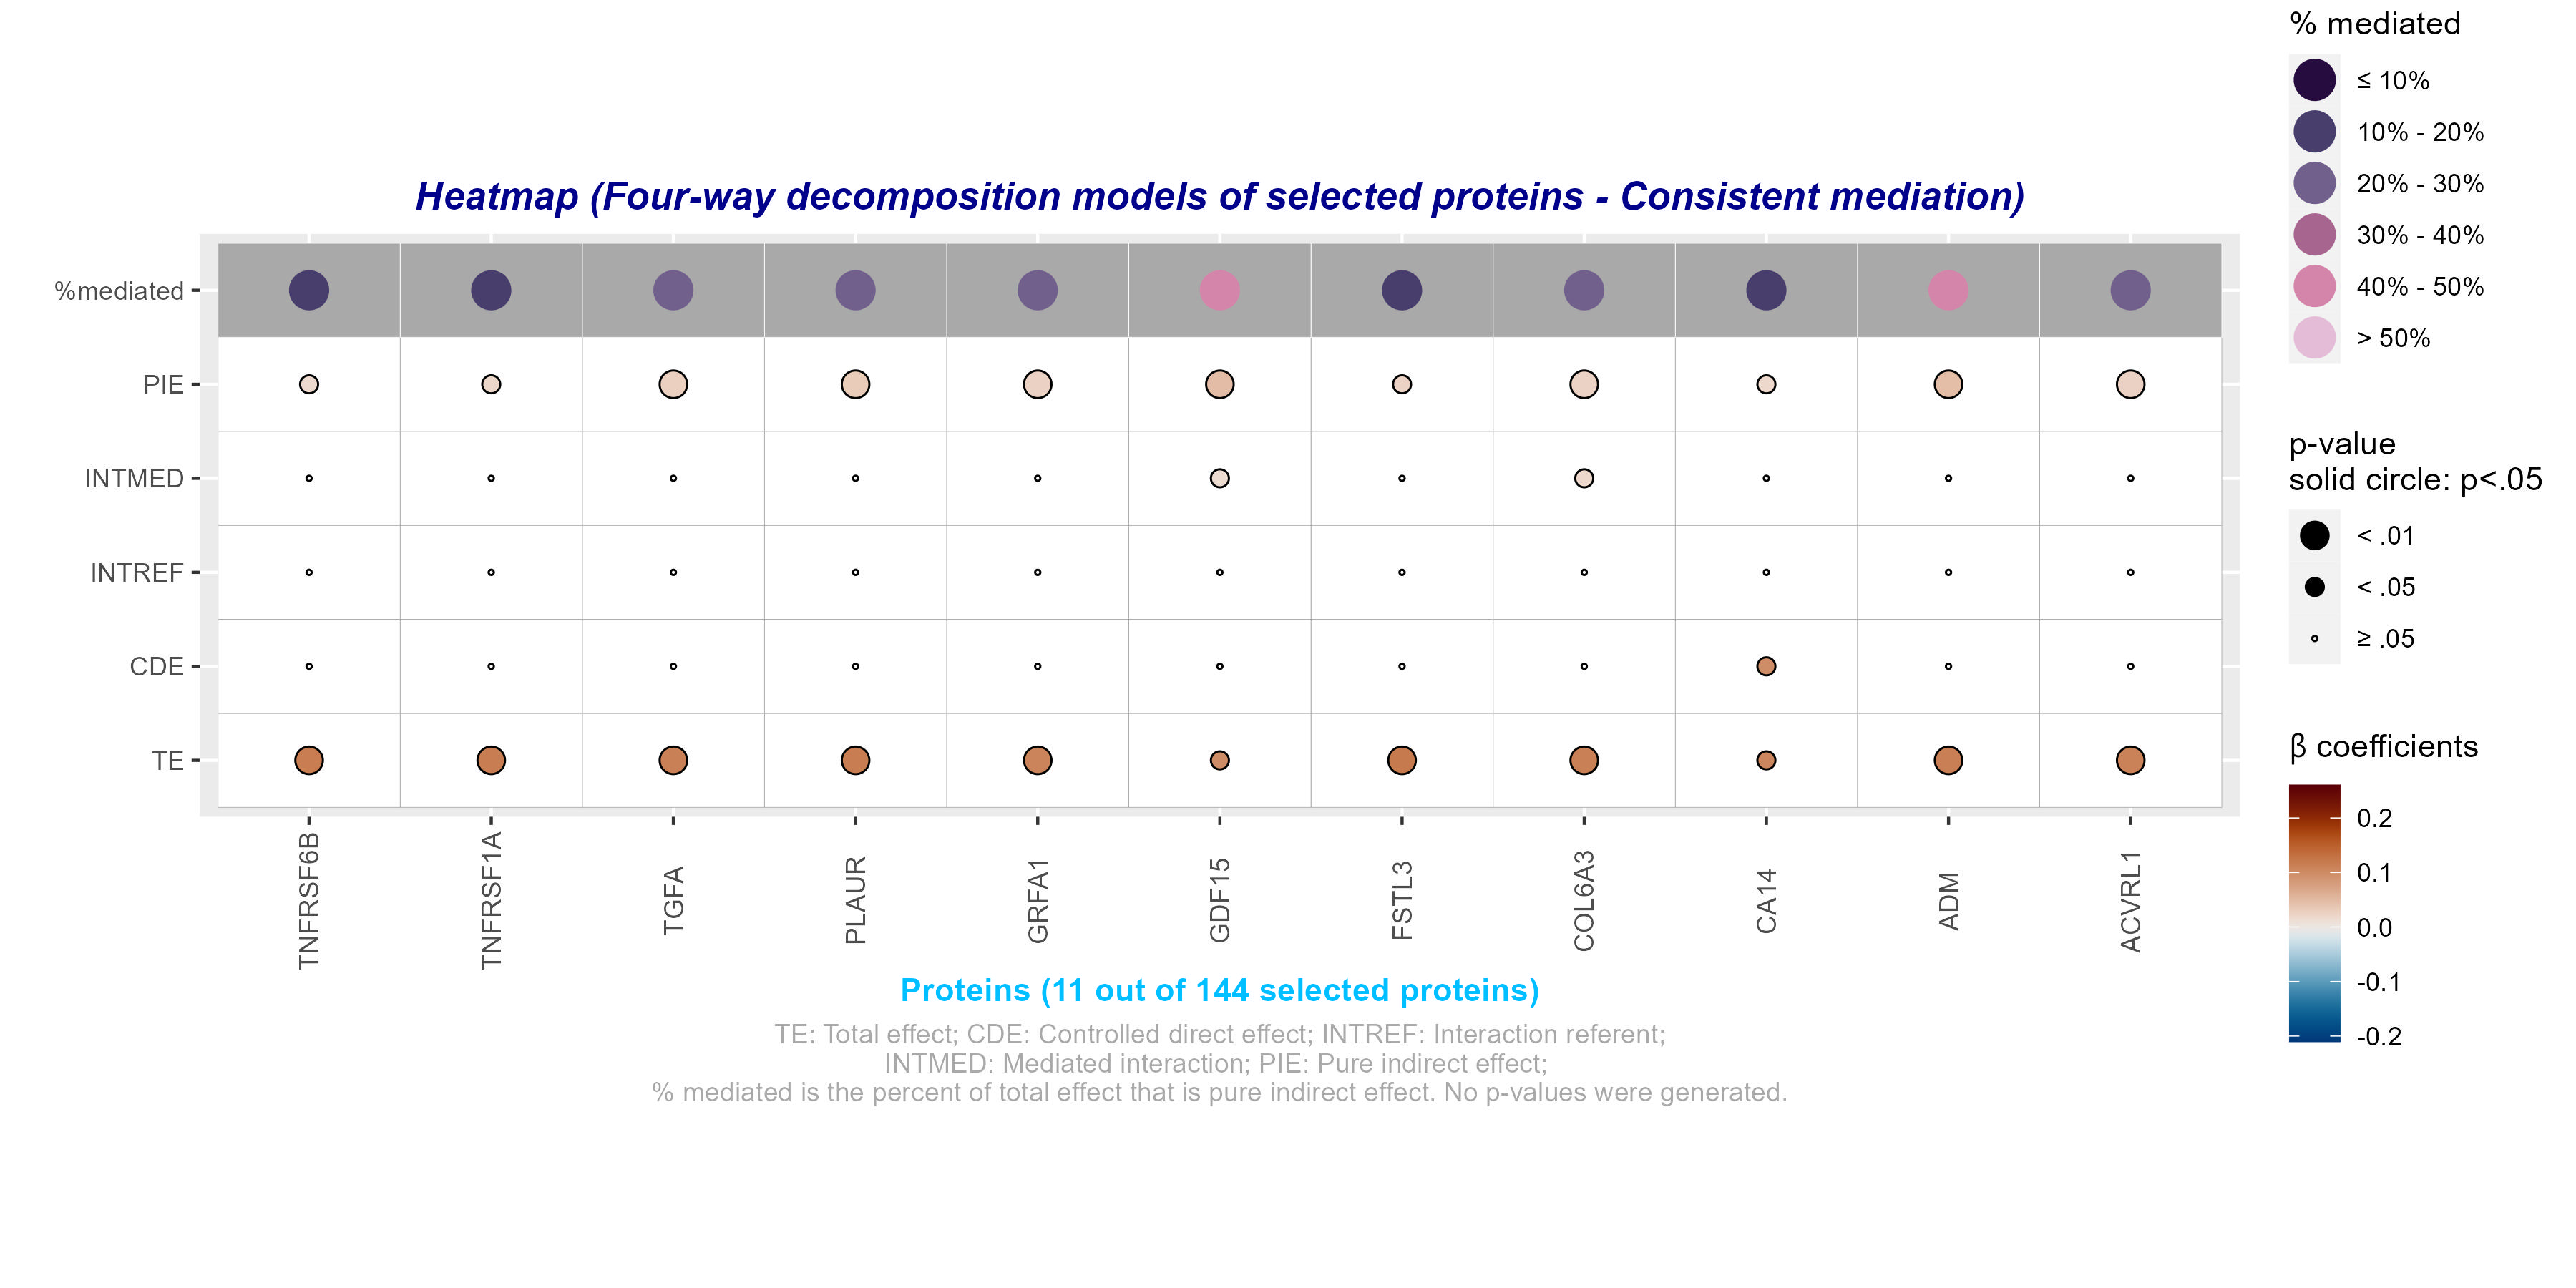 Heatmap (Four-way decomposition models of selected proteins - Consistent mediation)
%mediated
PIE
INTMED
INTREF
CDE
TE
TNFRSF6B
TNFRSF1A
TGFA
PLAUR
GRFA1
GDF15
FSTL3
COL6A3
CA14
ADM
ACVRL1
Proteins (11 out of 144 selected proteins)
TE: Total effect; CDE: Controlled direct effect; INTREF: Interaction referent;
INTMED: Mediated interaction; PIE: Pure indirect effect;
% mediated is the percent of total effect that is pure indirect effect. No p-values were generated.
% mediated
≤ 10%
10% - 20%
20% - 30%
30% - 40%
40% - 50%
> 50%
p-value
solid circle: p<.05
< .01
< .05
≥ .05
β coefficients
0.2
0.1
0.0
-0.1
-0.2